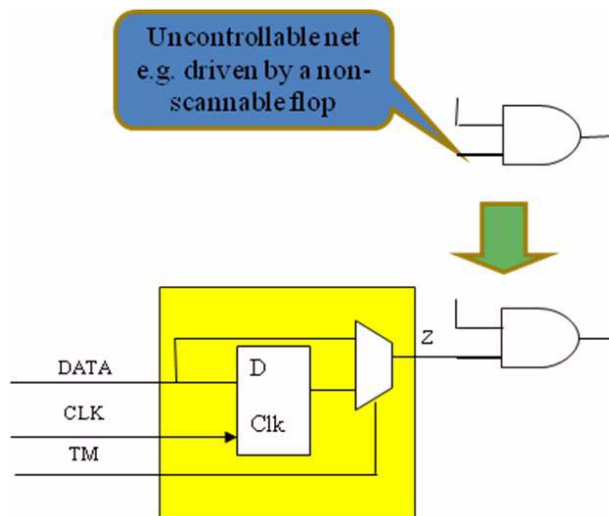 Uncontrollable net
e.g. driven by a non-
scannable flop
Z
DATA
D
CLK
Clk
TM